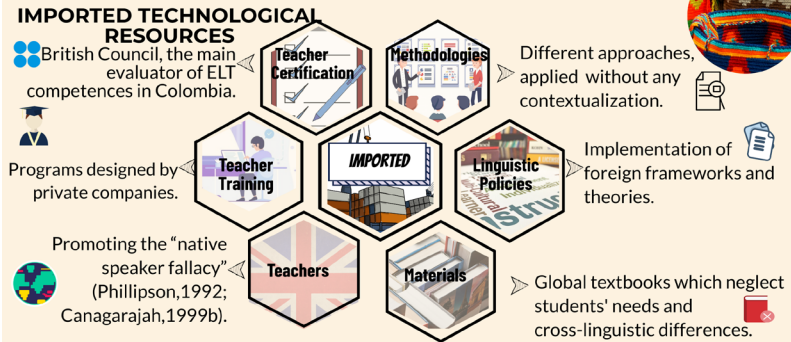 IMPORTED TECHNOLOGICAL
RESOURCES
British Council, the main
evaluator of ELT
competences in Colombia.
Teacher
Certification
Methodologies
Different approaches,
applied without any
contextualization.
Programs designed by
private companies.
Teacher
Training
IMPORTED
Linguistic
Policies
Implementation of
foreign frameworks and
theories.
Promoting the “native
speaker fallacy”
(Phillipson,1992;
Canagarajah,1999b).
Teachers
Materials
Global textbooks which neglect
students' needs and
cross-linguistic differences.